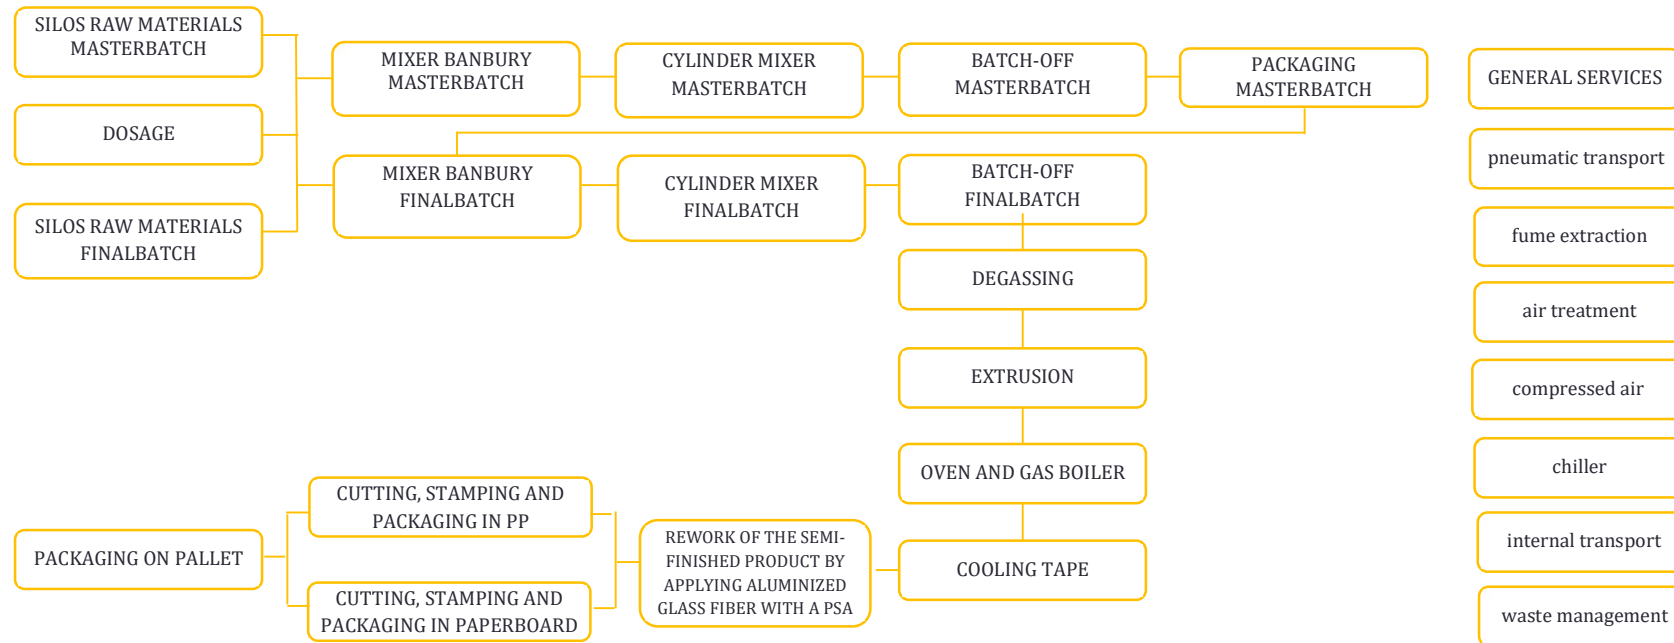 SILOS RAW MATERIALS
MASTERBATCH
DOSAGE
SILOS RAW MATERIALS
FINALBATCH
MIXER BANBURY
MASTERBATCH
CYLINDER MIXER
MASTERBATCH
BATCH-OFF
MASTERBATCH
PACKAGING
MASTERBATCH
MIXER BANBURY
FINALBATCH
CYLINDER MIXER
FINALBATCH
BATCH-OFF
FINALBATCH
DEGASSING
EXTRUSION
OVEN AND GAS BOILER
COOLING TAPE
REWORK OF THE SEMI-
FINISHED PRODUCT BY
APPLYING ALUMINIZED
GLASS FIBER WITH A PSA
CUTTING, STAMPING AND
PACKAGING IN PP
CUTTING, STAMPING AND
PACKAGING IN PAPERBOARD
PACKAGING ON PALLET
GENERAL SERVICES
pneumatic transport
fume extraction
air treatment
compressed air
chiller
internal transport
waste management